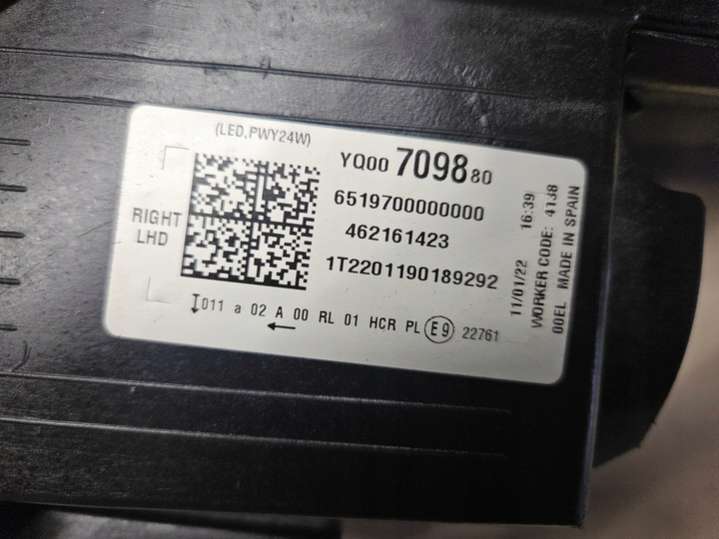 (LED,PWY24W)
YQ00 7098 80
6519700000000
462161423
1T2201190189292
RIGHT
LHD
011 a 02 A 00 RL 01 HCR PL E9 22761
11/01/22 16:39
WORKER CODE: 4138
00EL MADE IN SPAIN